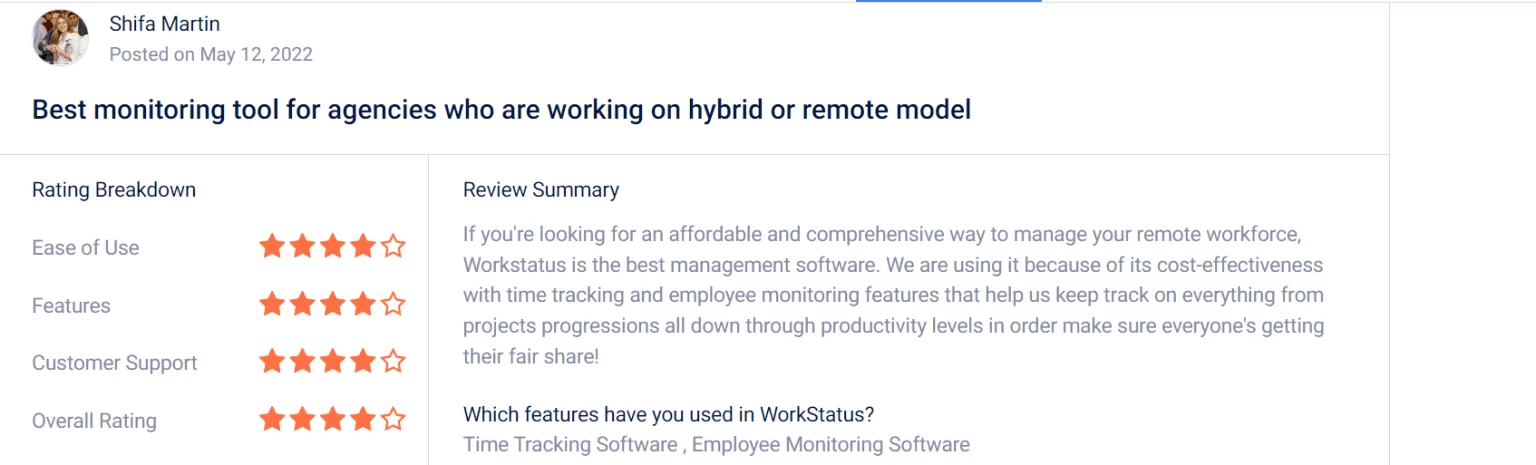 Shifa Martin
Posted on May 12, 2022
Best monitoring tool for agencies who are working on hybrid or remote model
Rating Breakdown
Ease of Use
Features
Customer Support
Overall Rating
Review Summary
If you're looking for an affordable and comprehensive way to manage your remote workforce,
Workstatus is the best management software. We are using it because of its cost-effectiveness
with time tracking and employee monitoring features that help us keep track on everything from
projects progressions all down through productivity levels in order make sure everyone's getting
their fair share!
Which features have you used in WorkStatus?
Time Tracking Software , Employee Monitoring Software